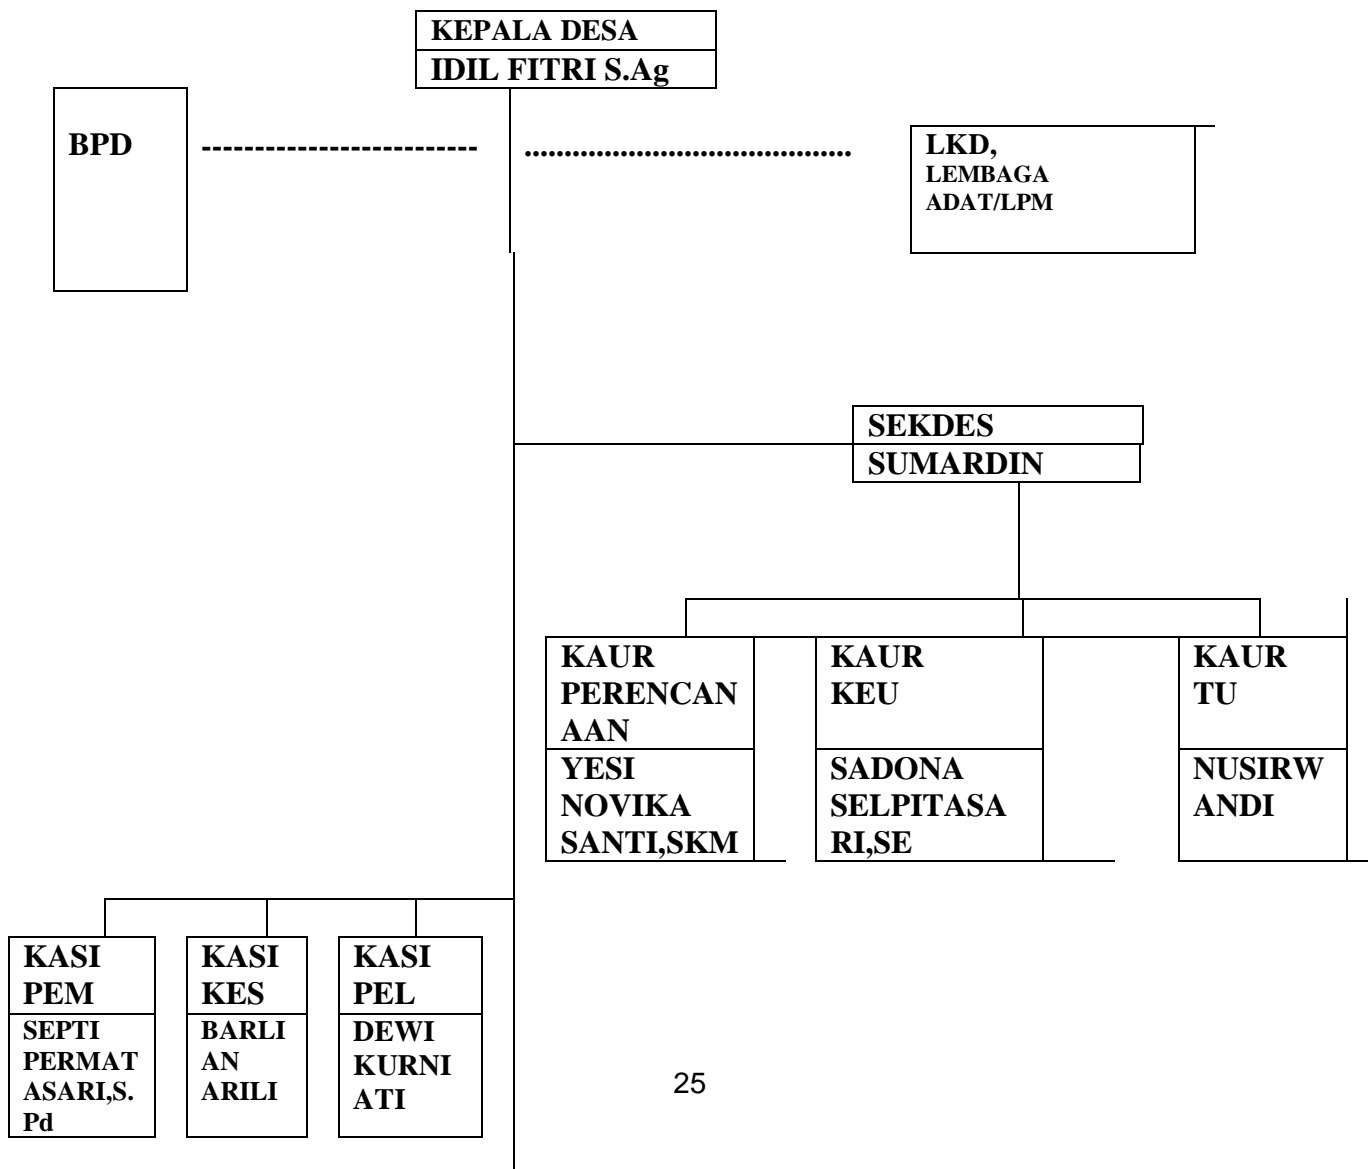 KEPALA DESA
IDIL FITRI S.Ag
BPD
LKD,
LEMBAGA
ADAT/LPM
SEKDES
SUMARDIN
KAUR
PERENCAN
AAN
YESI
NOVIKA
SANTI,SKM
KAUR
KEU
SADONA
SELPITASA
RI,SE
KAUR
TU
NUSIRW
ANDI
KASI
PEM
SEPTI
PERMAT
ASARI,S.
Pd
KASI
KES
BARLI
AN
ARILI
KASI
PEL
DEWI
KURNI
ATI
25